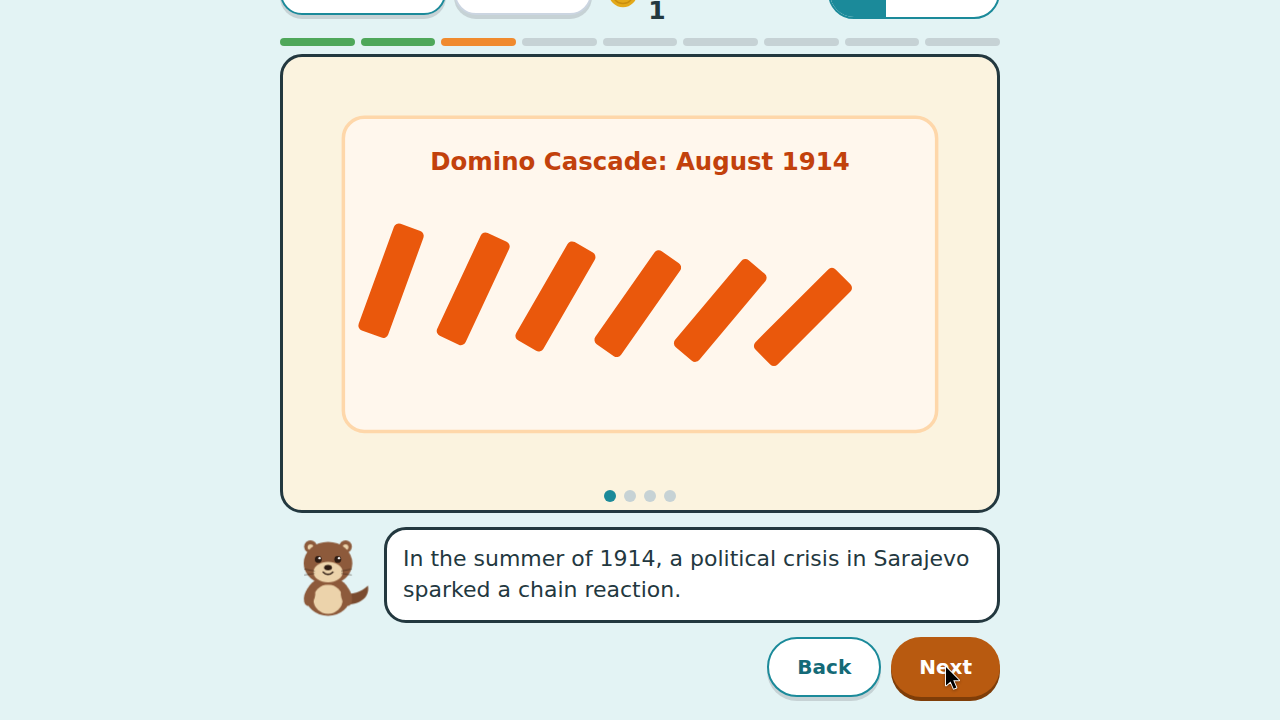 1
Domino Cascade: August 1914
In the summer of 1914, a political crisis in Sarajevo
sparked a chain reaction.
Back
Next